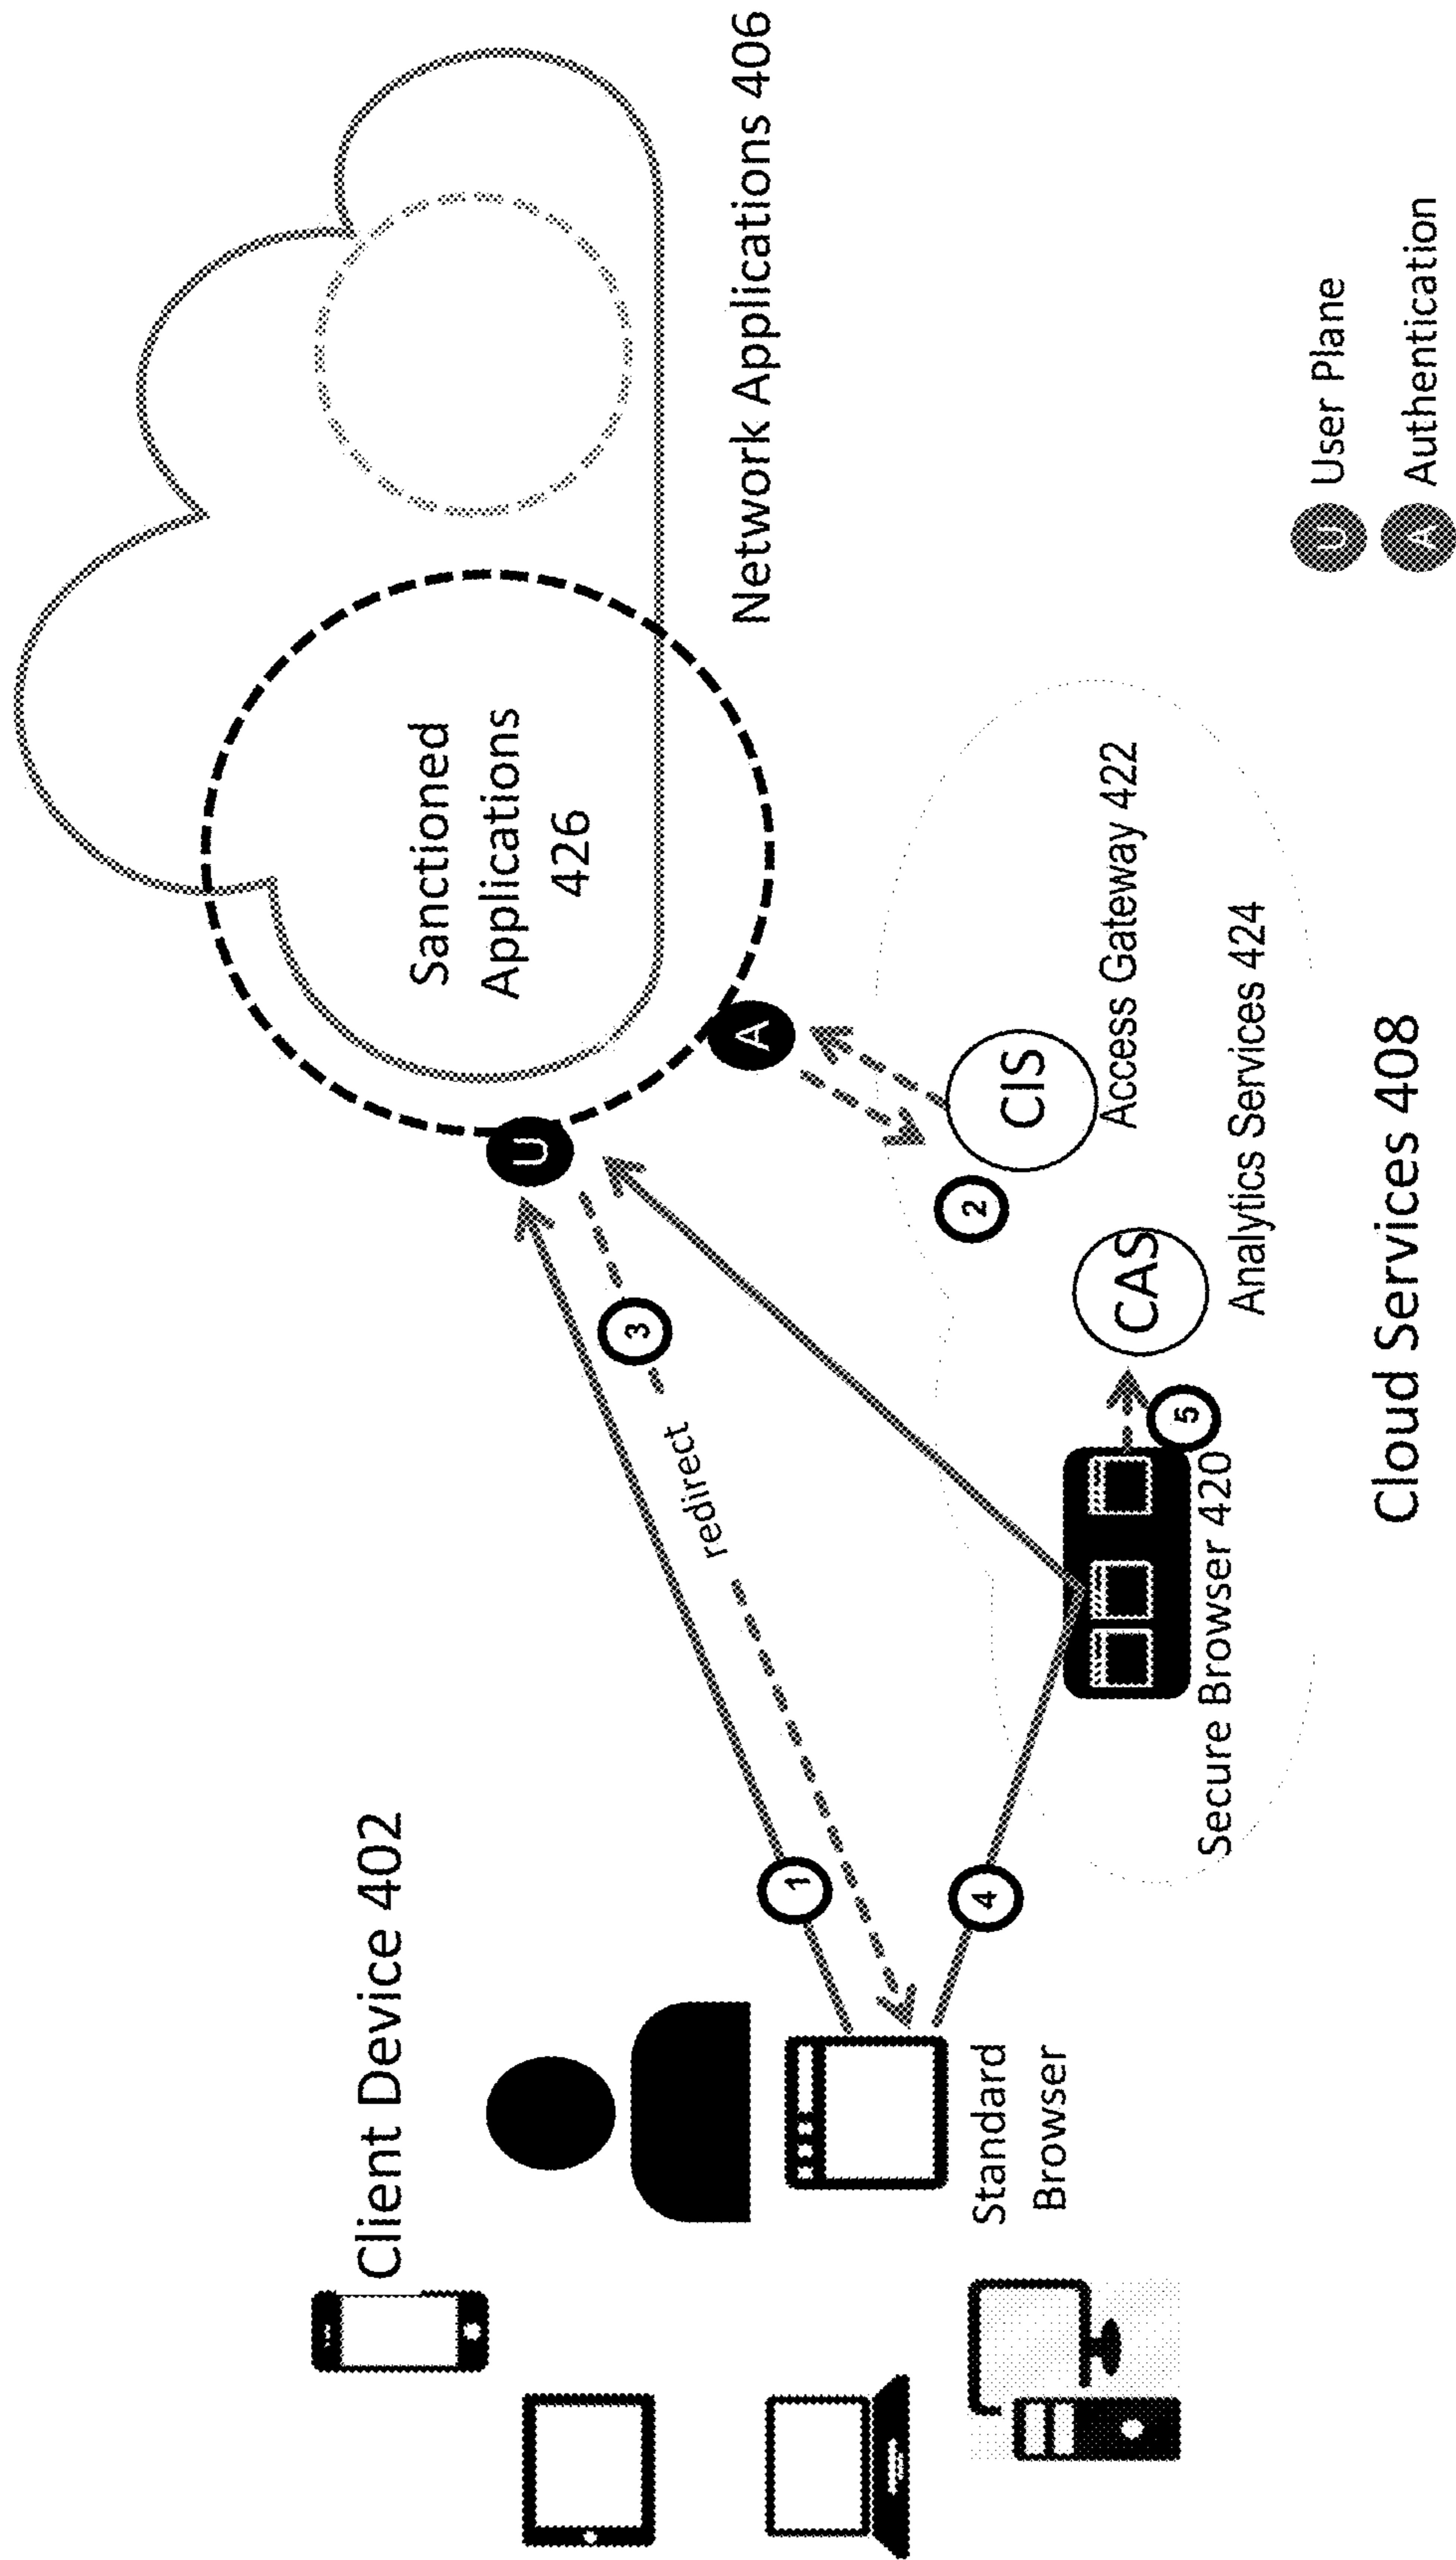 Client Device 402
Standard
Browser
1
redirect
3
4
U
A
Sanctioned
Applications
426
Network Applications 406
2
CIS
Access Gateway 422
CAS
Analytics Services 424
5
Secure Browser 420
Cloud Services 408
U User Plane
A Authentication